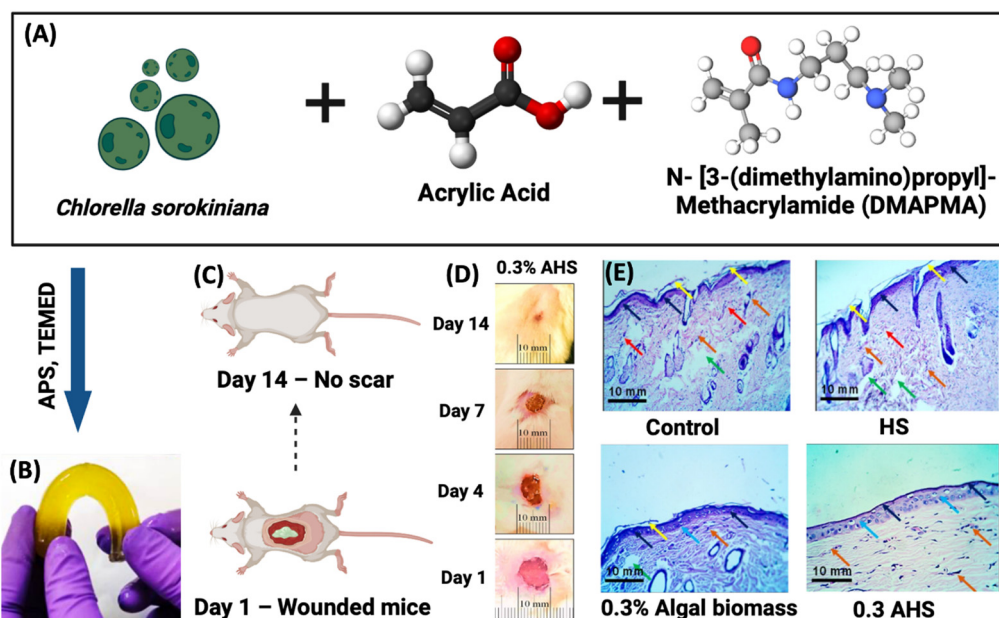 (A)
Chlorella sorokiniana
Acrylic Acid
N- [3-(dimethylamino)propyl]-
Methacrylamide (DMAPMA)
APS, TEMED
(B)
(C)
Day 14 – No scar
Day 1 – Wounded mice
(D)
0.3% AHS
Day 14
10 mm
Day 7
10 mm
Day 4
10 mm
Day 1
10 mm
(E)
10 mm
Control
10 mm
HS
10 mm
0.3% Algal biomass
10 mm
0.3 AHS